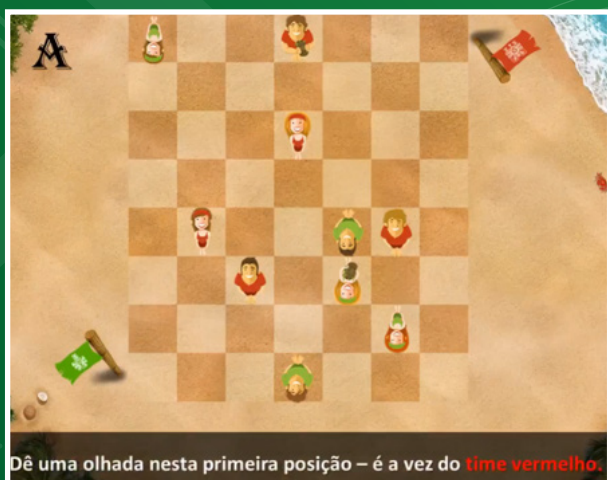 A
Dê uma olhada nesta primeira posição – é a vez do time vermelho.